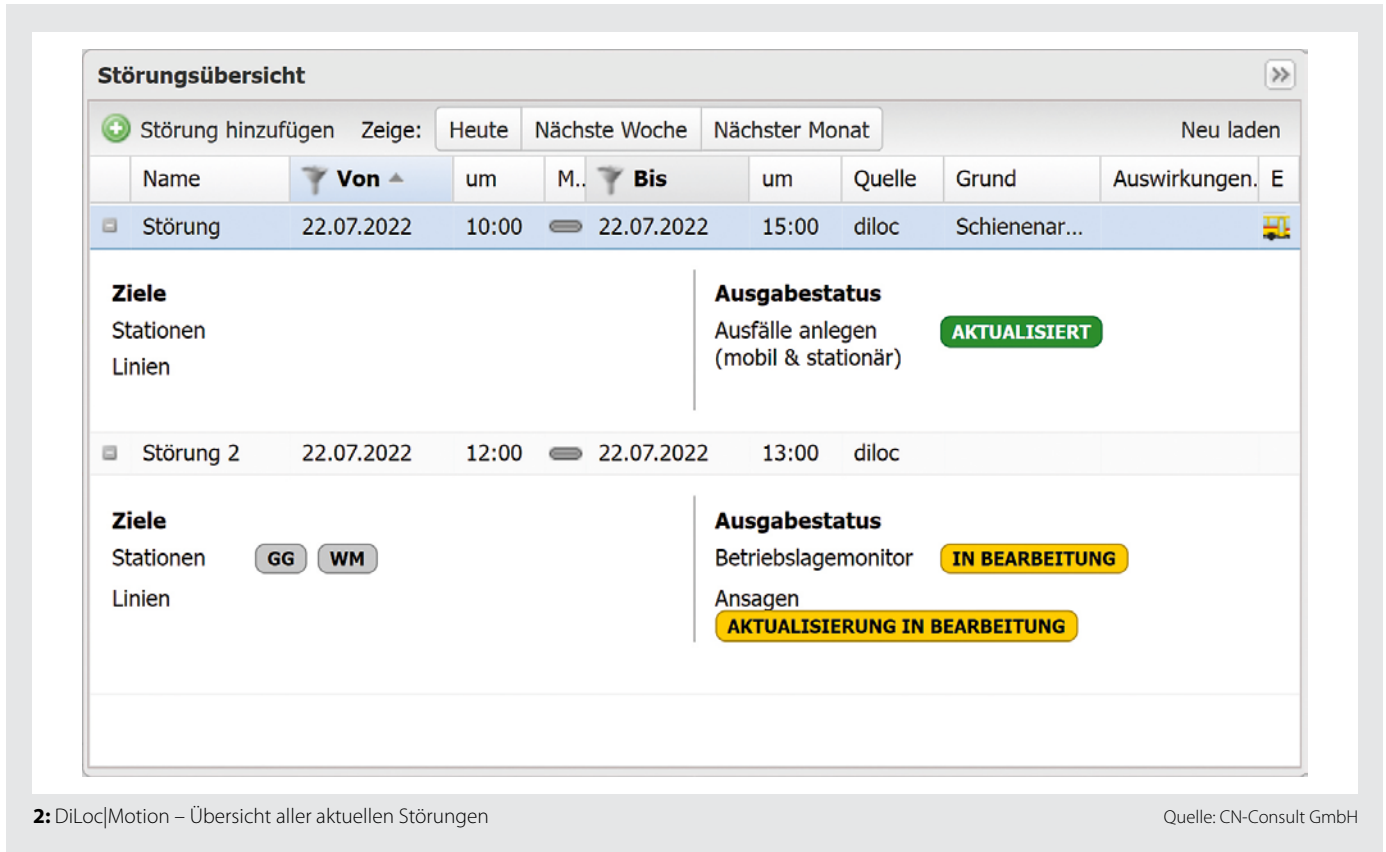 Störungsübersicht
Störung hinzufügen Zeige: Heute Nächste Woche Nächster Monat Neu laden
Name Von um M.. Bis um Quelle Grund Auswirkungen. E
Störung 22.07.2022 10:00 22.07.2022 15:00 diloc Schienenar...
Ziele Ausgabestatus
Stationen Ausfälle anlegen AKTUALISIERT
(mobil & stationär)
Linien
Störung 2 22.07.2022 12:00 22.07.2022 13:00 diloc
Ziele Ausgabestatus
Stationen GG WM Betriebslagemonitor IN BEARBEITUNG
Linien Ansagen
AKTUALISIERUNG IN BEARBEITUNG
2: DiLoc|Motion – Übersicht aller aktuellen Störungen Quelle: CN-Consult GmbH